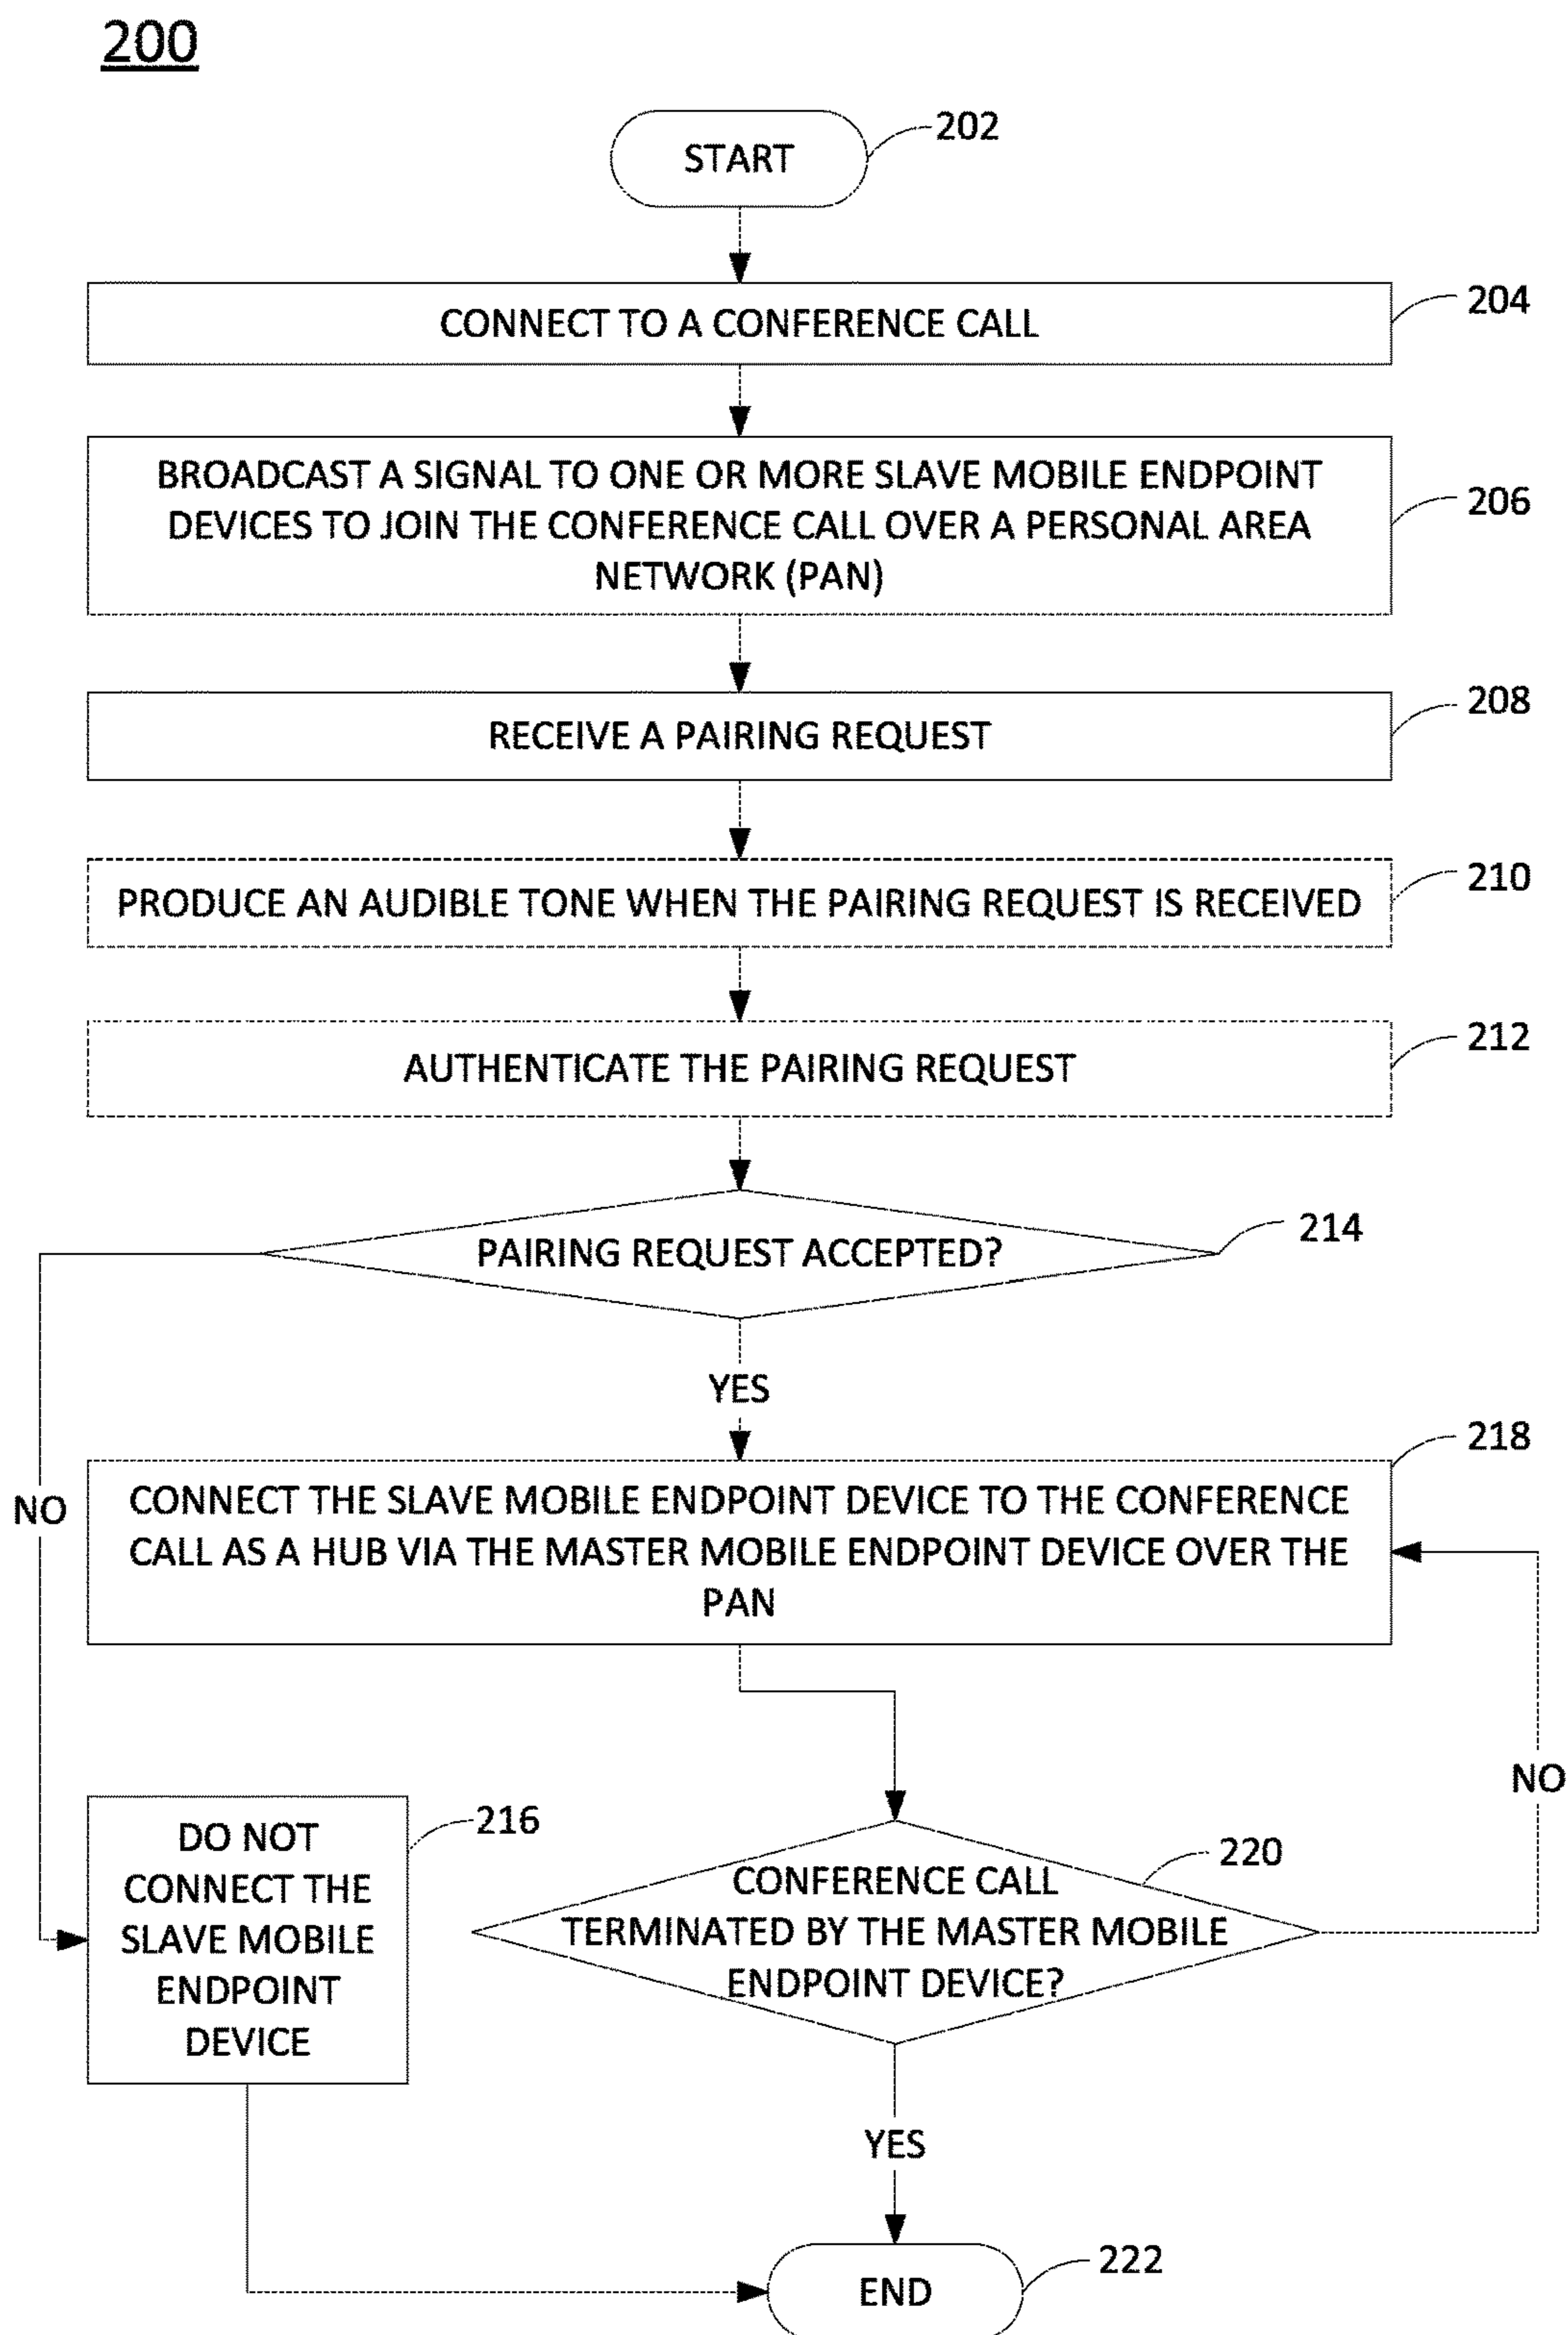 200
START
202
CONNECT TO A CONFERENCE CALL
204
BROADCAST A SIGNAL TO ONE OR MORE SLAVE MOBILE ENDPOINT
DEVICES TO JOIN THE CONFERENCE CALL OVER A PERSONAL AREA
NETWORK (PAN)
206
RECEIVE A PAIRING REQUEST
208
PRODUCE AN AUDIBLE TONE WHEN THE PAIRING REQUEST IS RECEIVED
210
AUTHENTICATE THE PAIRING REQUEST
212
PAIRING REQUEST ACCEPTED?
214
YES
NO
CONNECT THE SLAVE MOBILE ENDPOINT DEVICE TO THE CONFERENCE
CALL AS A HUB VIA THE MASTER MOBILE ENDPOINT DEVICE OVER THE
PAN
218
NO
DO NOT
CONNECT THE
SLAVE MOBILE
ENDPOINT
DEVICE
216
CONFERENCE CALL
TERMINATED BY THE MASTER MOBILE
ENDPOINT DEVICE?
220
YES
END
222